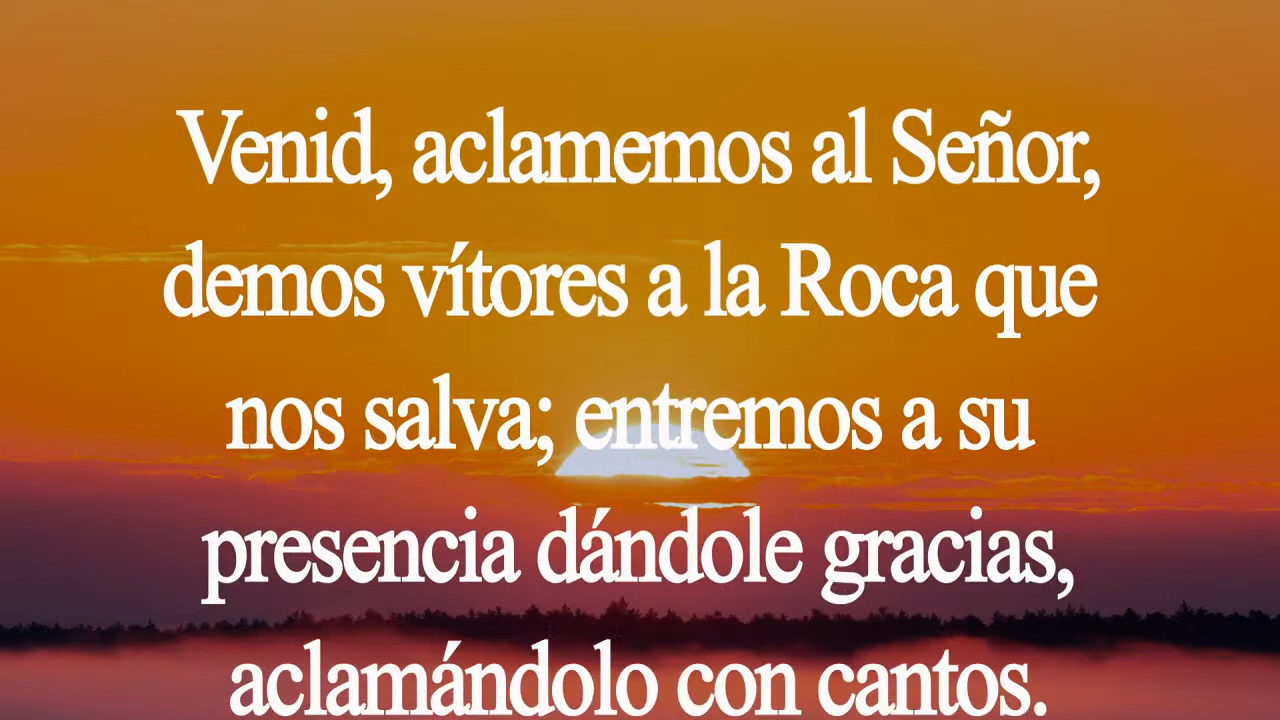 Venid, aclamemos al Señor,
demos vítores a la Roca que
nos salva; entremos a su
presencia dándole gracias,
aclamándolo con cantos.